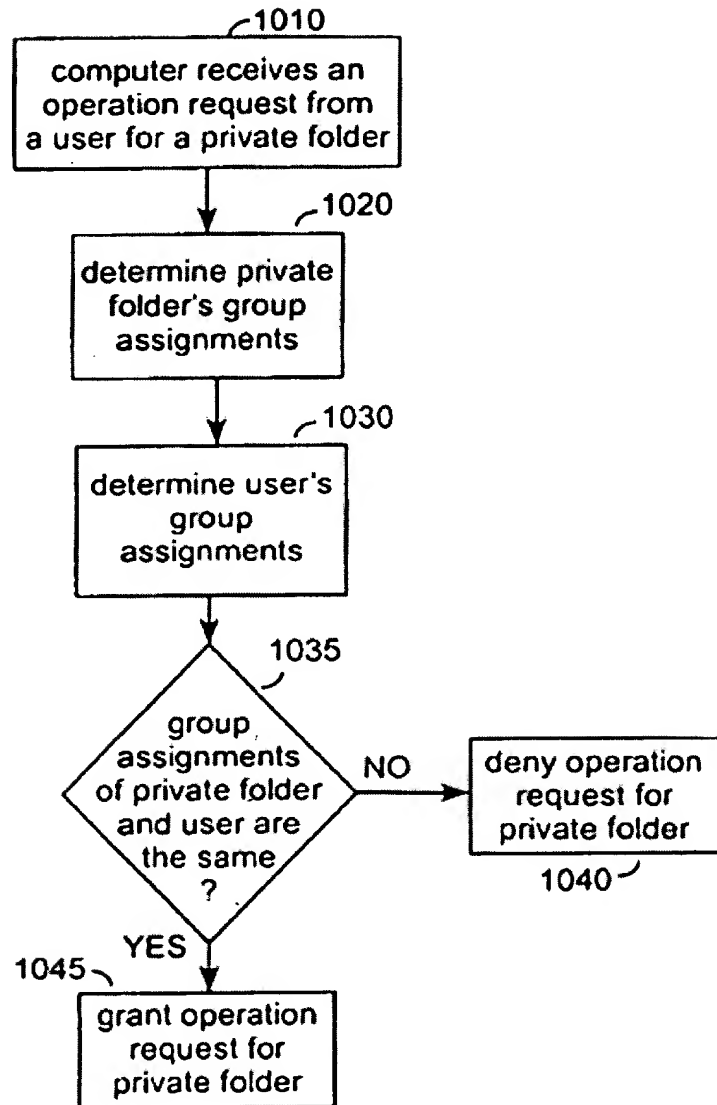 1010
computer receives an
operation request from
a user for a private folder
1020
determine private
folder's group
assignments
1030
determine user's
group
assignments
1035
group
assignments
of private folder
and user are
the same
?
NO
deny operation
request for
private folder
1040
YES
1045
grant operation
request for
private folder